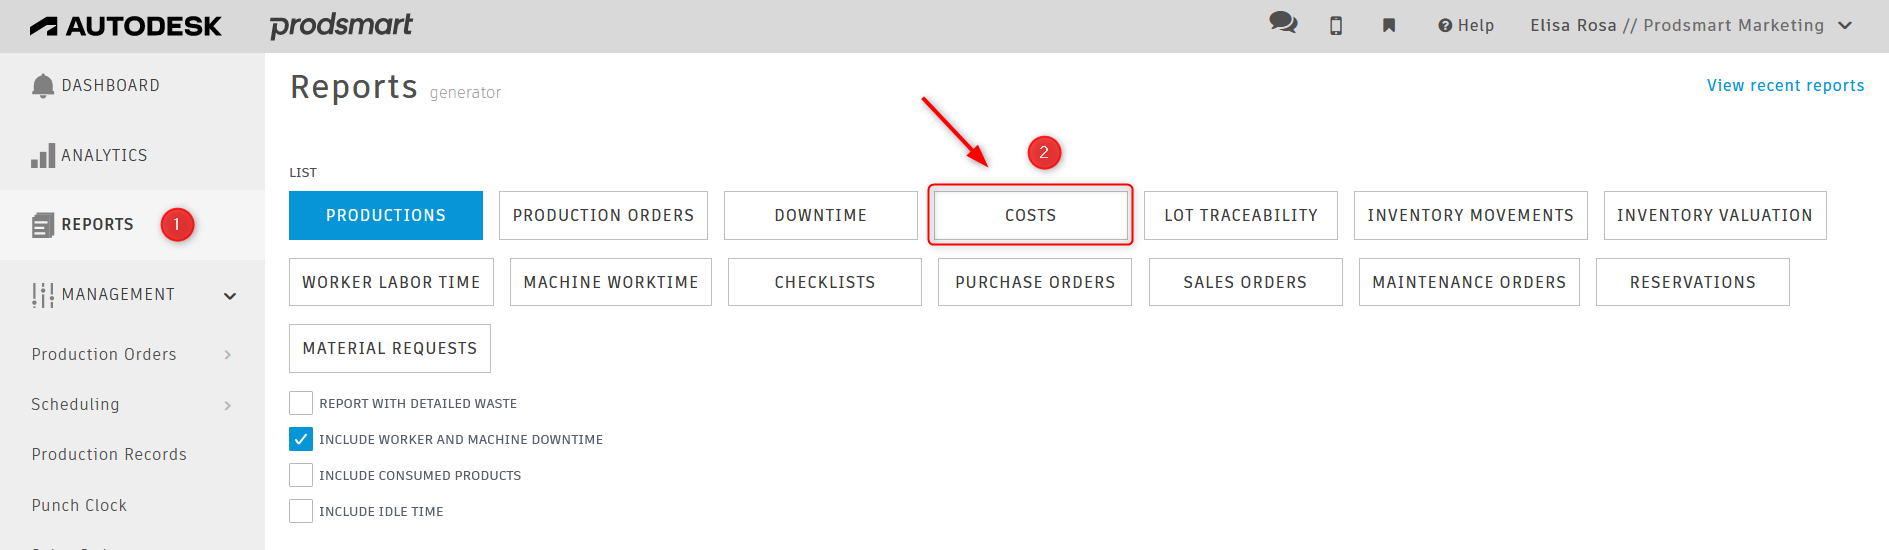 AUTODESK prodsmart Help Elisa Rosa // Prodsmart Marketing
DASHBOARD
ANALYTICS
REPORTS 1
MANAGEMENT
Production Orders
Scheduling
Production Records
Punch Clock
Reports generator View recent reports
2
LIST
PRODUCTIONS PRODUCTION ORDERS DOWNTIME COSTS LOT TRACEABILITY INVENTORY MOVEMENTS INVENTORY VALUATION
WORKER LABOR TIME MACHINE WORKTIME CHECKLISTS PURCHASE ORDERS SALES ORDERS MAINTENANCE ORDERS RESERVATIONS
MATERIAL REQUESTS
REPORT WITH DETAILED WASTE
INCLUDE WORKER AND MACHINE DOWNTIME
INCLUDE CONSUMED PRODUCTS
INCLUDE IDLE TIME